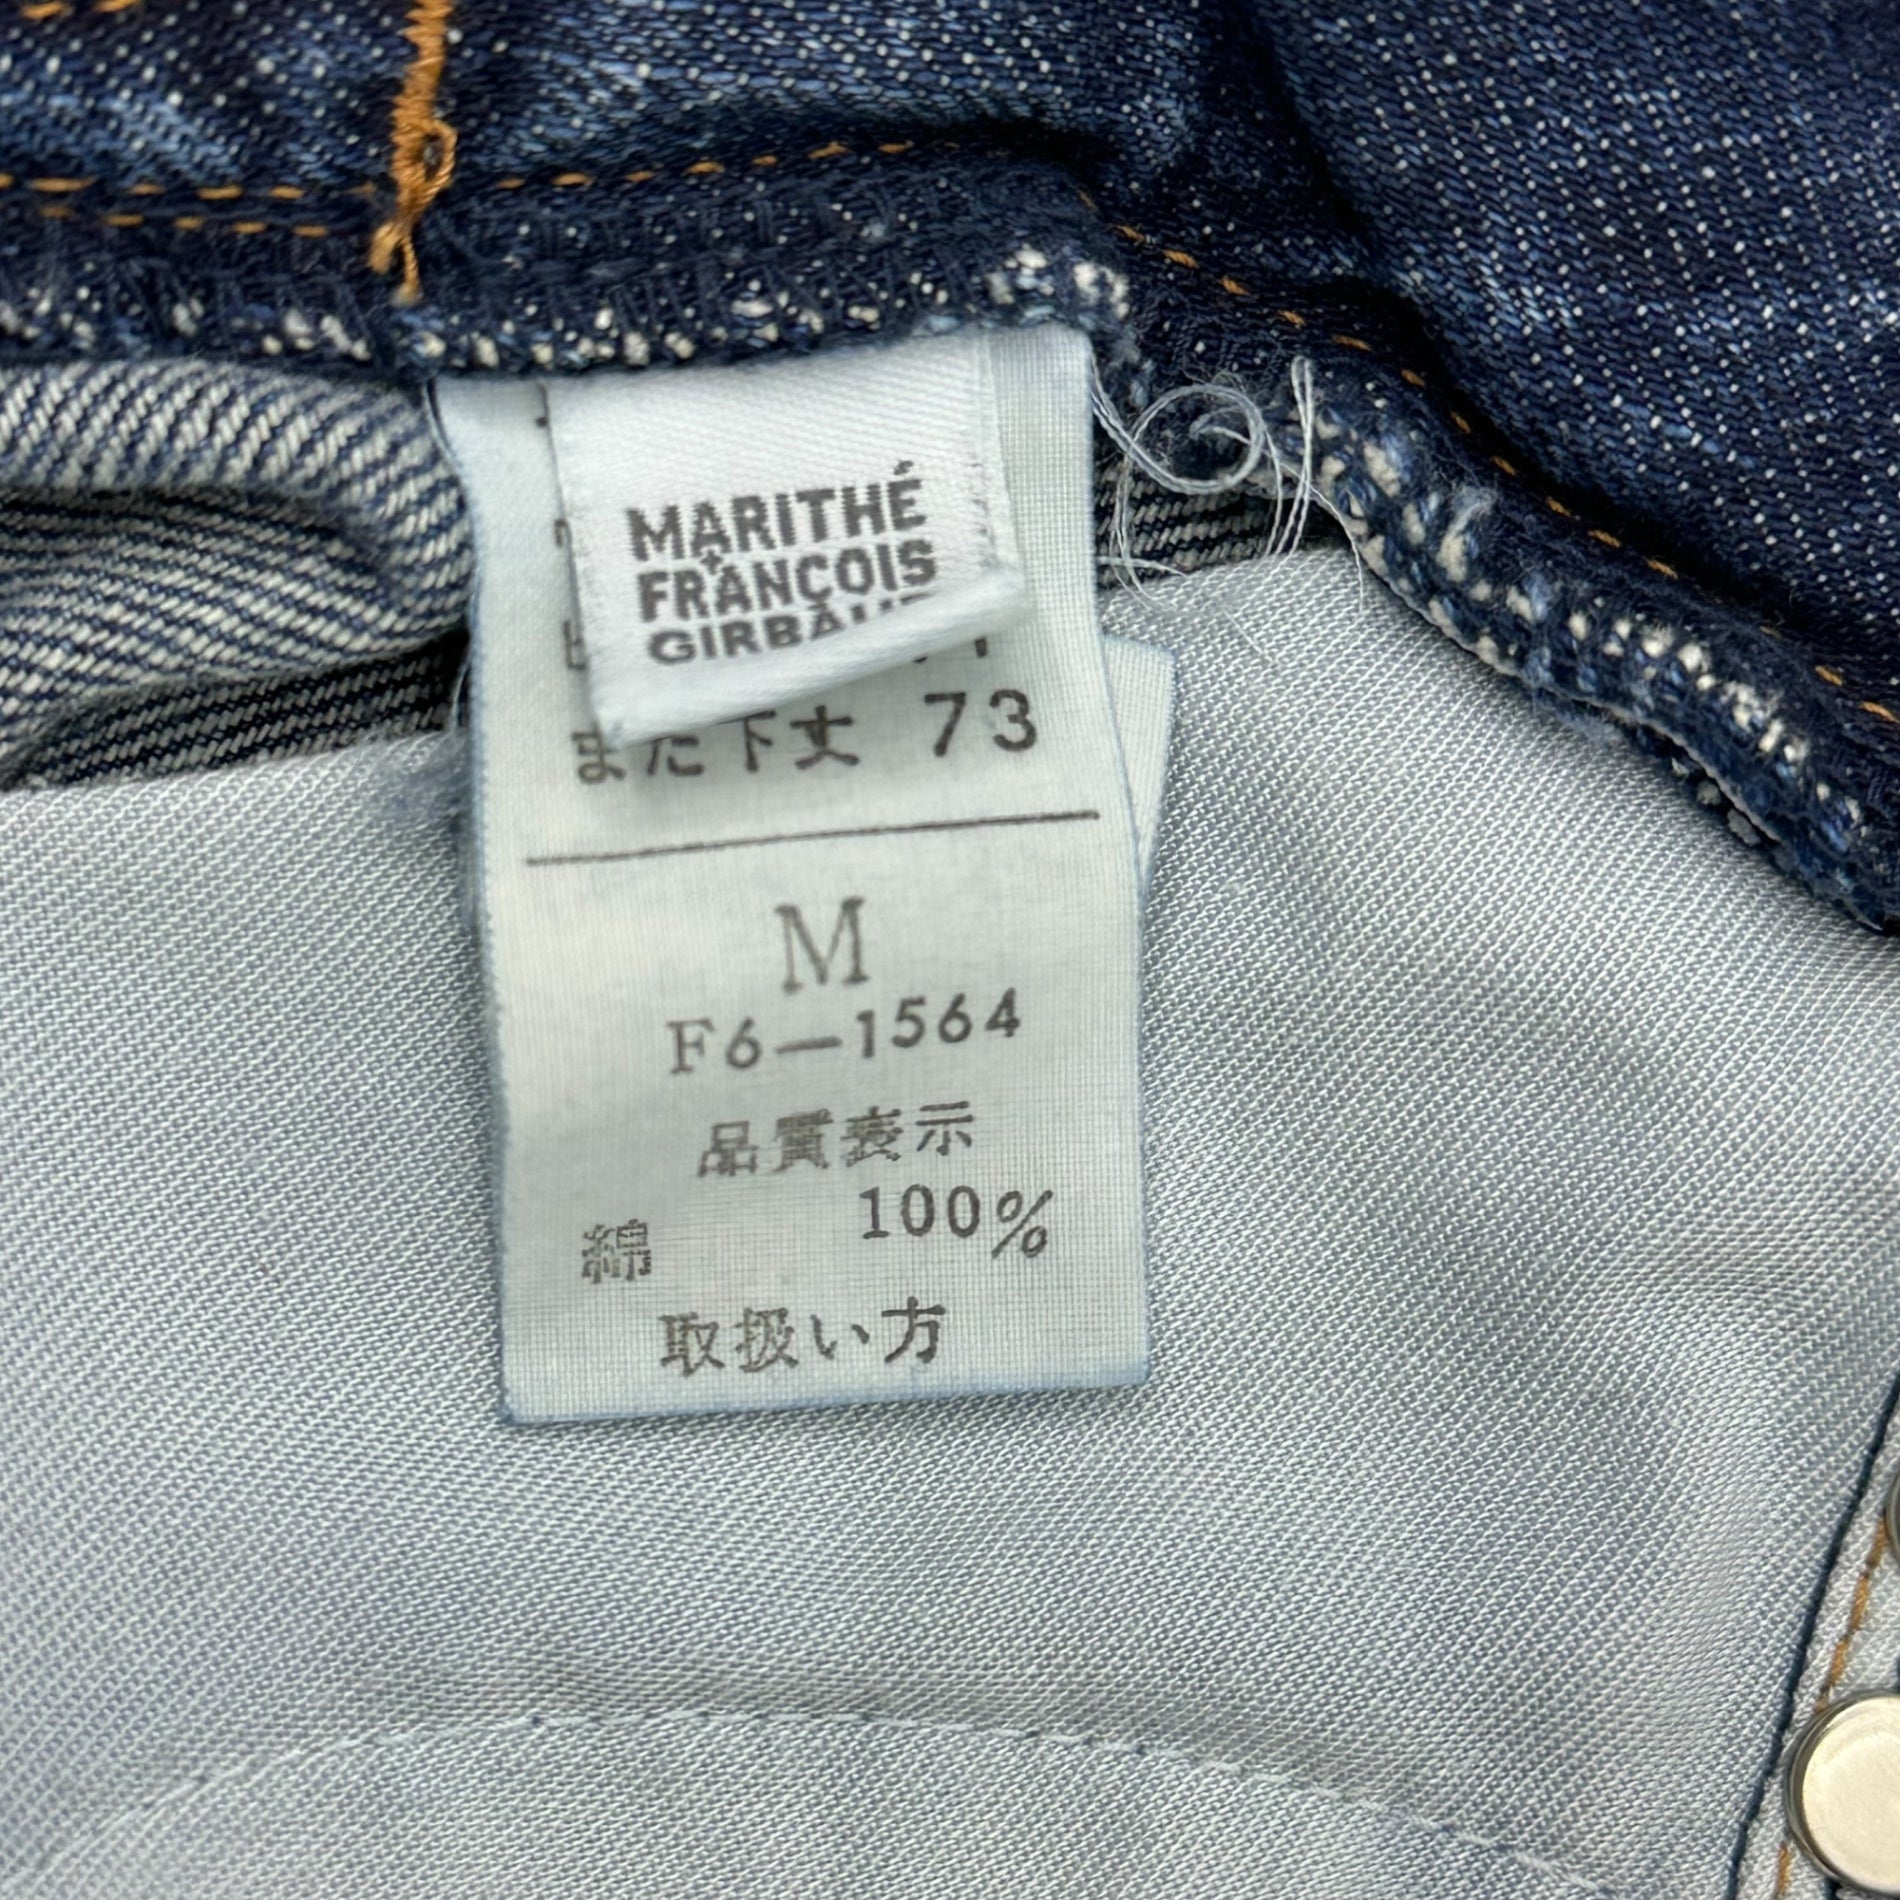 MARITHÉ
+
FRANÇOIS
GIRBAUD
また下丈 73
M
F6-1564
品質表示
綿 100%
取扱い方